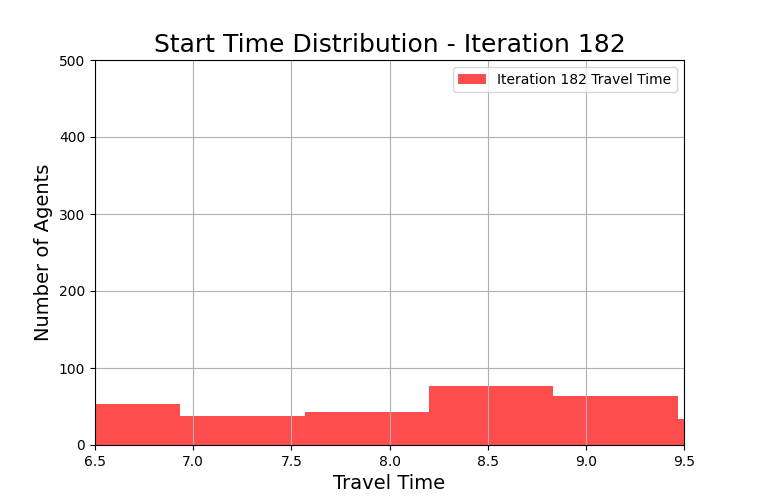 Start Time Distribution - Iteration 182
Iteration 182 Travel Time
Number of Agents
500
400
300
200
100
0
6.5 7.0 7.5 8.0 8.5 9.0 9.5
Travel Time